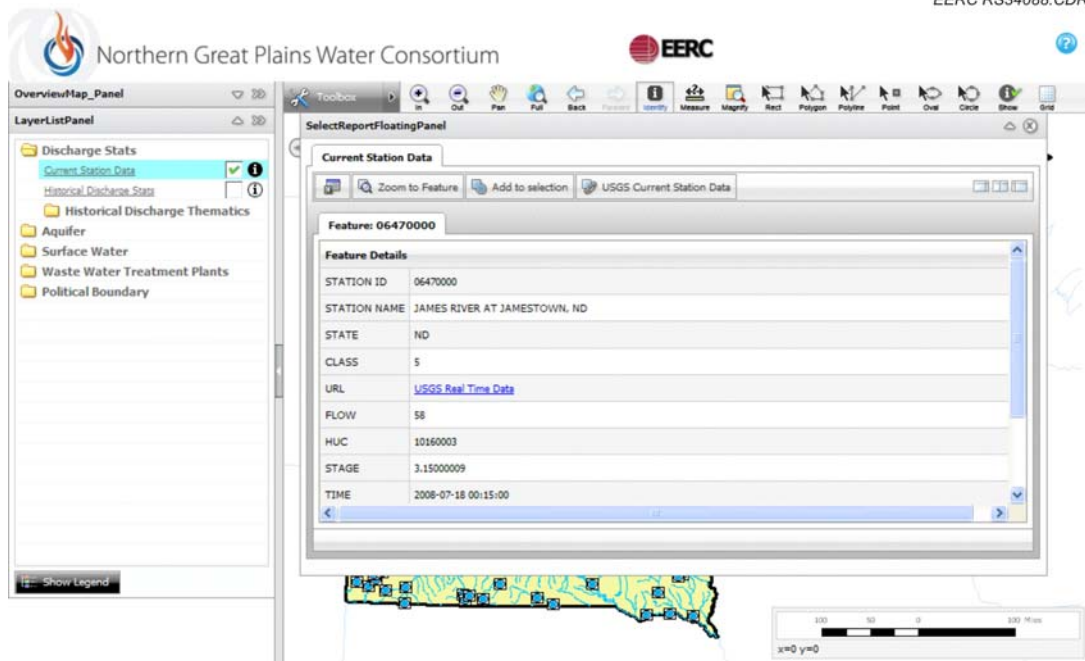 EERC RS34088.CDR
Northern Great Plains Water Consortium
EERC
OverviewMap_Panel
LayerListPanel
Discharge Stats
Current Station Data
Historical Discharge Stats
Historical Discharge Thematics
Aquifer
Surface Water
Waste Water Treatment Plants
Political Boundary
Show Legend
Toolbox
In Out Pan Full Back Forward Identify Measure Magnify Rect Polygon Polyline Point Oval Circle Show Grid
SelectReportFloatingPanel
Current Station Data
Zoom to Feature Add to selection USGS Current Station Data
Feature: 06470000
Feature Details
STATION ID 06470000
STATION NAME JAMES RIVER AT JAMESTOWN, ND
STATE ND
CLASS 5
URL USGS Real Time Data
FLOW 58
HUC 10160003
STAGE 3.15000009
TIME 2008-07-18 00:15:00
100 50 0 100 Miles
x=0 y=0